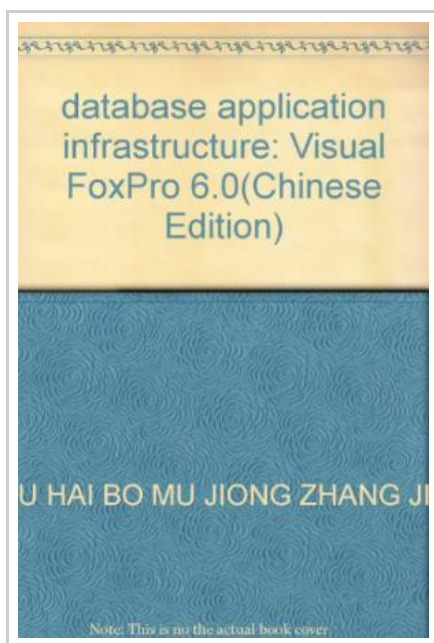 database application
infrastructure: Visual
FoxPro 6.0(Chinese
Edition)
U HAI BO MU JIONG ZHANG JI
Note: This is no the actual book cover